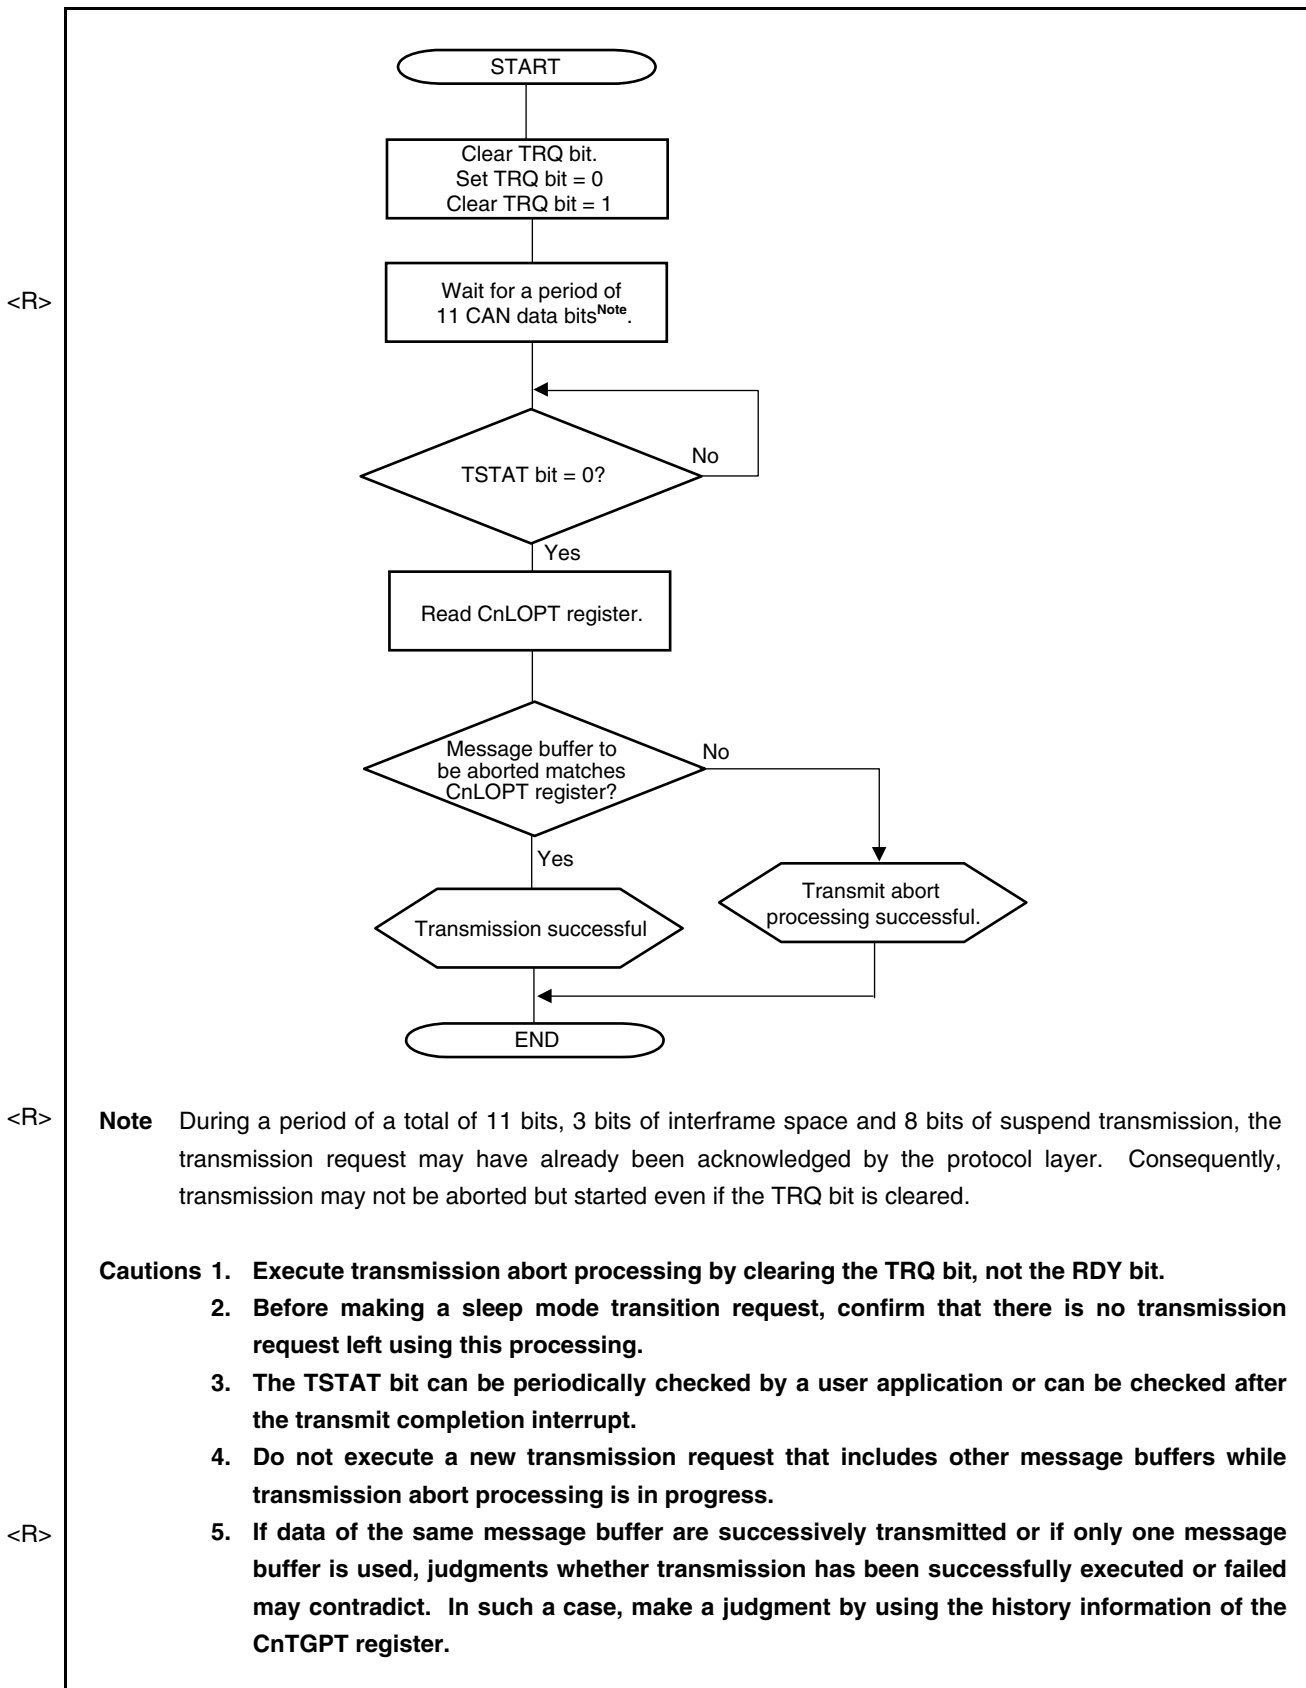 START
Clear TRQ bit.
Set TRQ bit = 0
Clear TRQ bit = 1
<R>
Wait for a period of
11 CAN data bitsNote.
TSTAT bit = 0?
No
Yes
Read CnLOPT register.
Message buffer to
be aborted matches
CnLOPT register?
No
Yes
Transmit abort
processing successful.
Transmission successful
END
<R>
Note During a period of a total of 11 bits, 3 bits of interframe space and 8 bits of suspend transmission, the
transmission request may have already been acknowledged by the protocol layer. Consequently,
transmission may not be aborted but started even if the TRQ bit is cleared.
Cautions 1. Execute transmission abort processing by clearing the TRQ bit, not the RDY bit.
2. Before making a sleep mode transition request, confirm that there is no transmission
request left using this processing.
3. The TSTAT bit can be periodically checked by a user application or can be checked after
the transmit completion interrupt.
4. Do not execute a new transmission request that includes other message buffers while
transmission abort processing is in progress.
<R>
5. If data of the same message buffer are successively transmitted or if only one message
buffer is used, judgments whether transmission has been successfully executed or failed
may contradict. In such a case, make a judgment by using the history information of the
CnTGPT register.